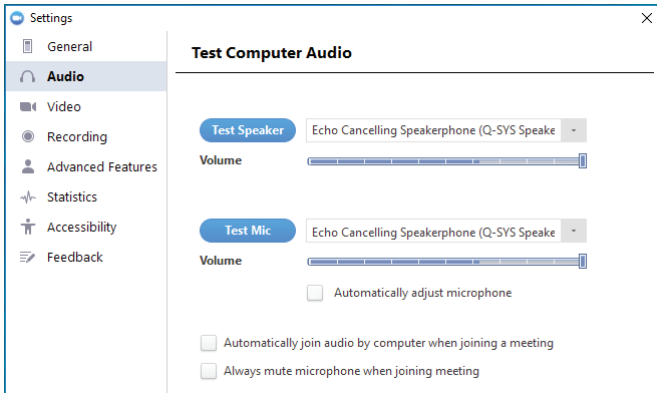 Settings
General
Audio
Video
Recording
Advanced Features
Statistics
Accessibility
Feedback
Test Computer Audio
Test Speaker
Echo Cancelling Speakerphone (Q-SYS Speake
Volume
Test Mic
Echo Cancelling Speakerphone (Q-SYS Speake
Volume
Automatically adjust microphone
Automatically join audio by computer when joining a meeting
Always mute microphone when joining meeting